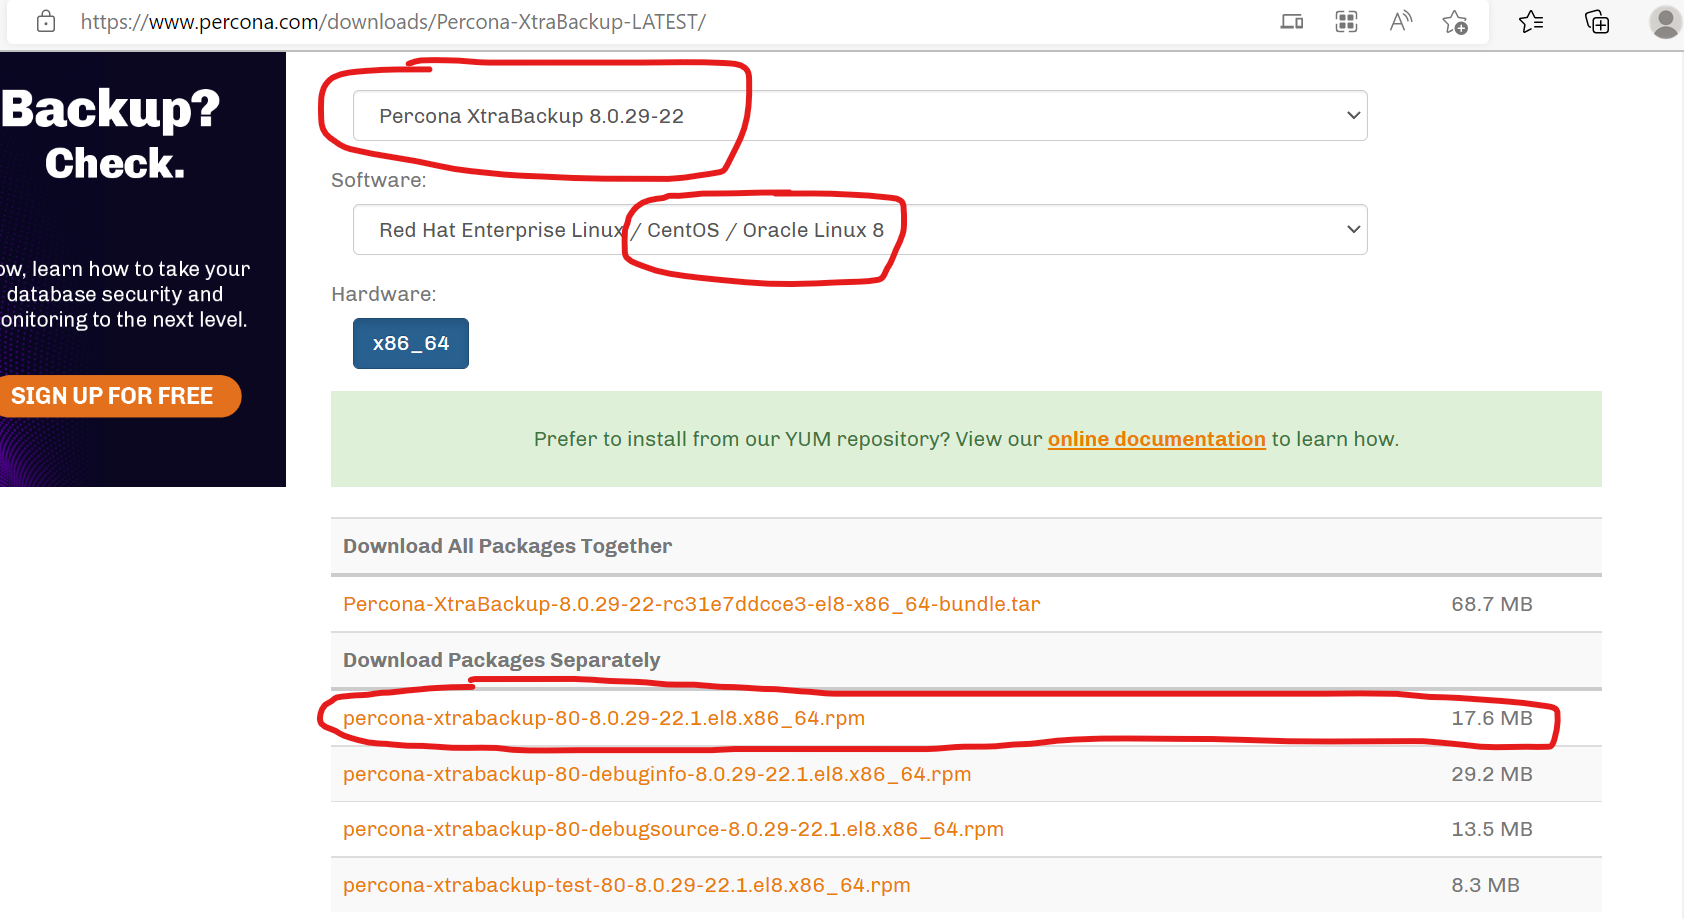 https://www.percona.com/downloads/Percona-XtraBackup-LATEST/
Backup?
Check.
ow, learn how to take your
database security and
onitoring to the next level.
SIGN UP FOR FREE
Percona XtraBackup 8.0.29-22
Software:
Red Hat Enterprise Linux / CentOS / Oracle Linux 8
Hardware:
x86_64
Prefer to install from our YUM repository? View our online documentation to learn how.
Download All Packages Together
Percona-XtraBackup-8.0.29-22-rc31e7ddcce3-el8-x86_64-bundle.tar 68.7 MB
Download Packages Separately
percona-xtrabackup-80-8.0.29-22.1.el8.x86_64.rpm 17.6 MB
percona-xtrabackup-80-debuginfo-8.0.29-22.1.el8.x86_64.rpm 29.2 MB
percona-xtrabackup-80-debugsource-8.0.29-22.1.el8.x86_64.rpm 13.5 MB
percona-xtrabackup-test-80-8.0.29-22.1.el8.x86_64.rpm 8.3 MB